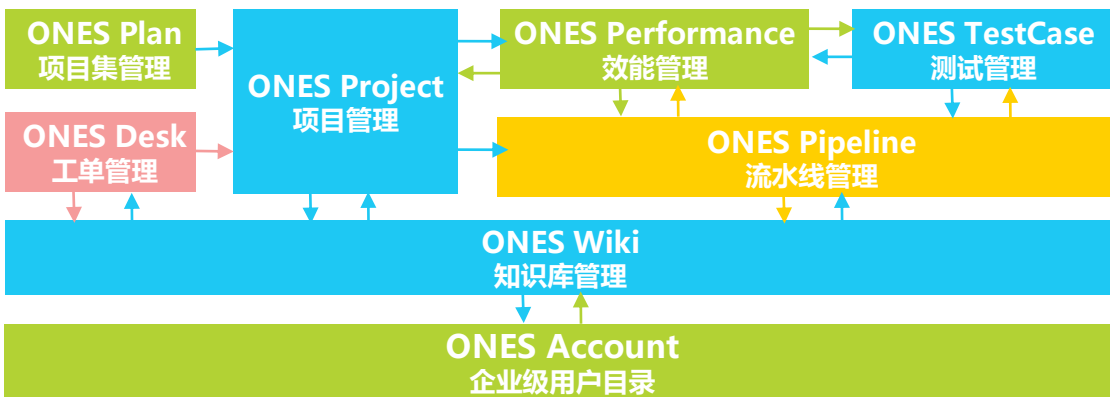 ONES Plan
项目集管理
ONES Project
项目管理
ONES Performance
效能管理
ONES TestCase
测试管理
ONES Desk
工单管理
ONES Pipeline
流水线管理
ONES Wiki
知识库管理
ONES Account
企业级用户目录